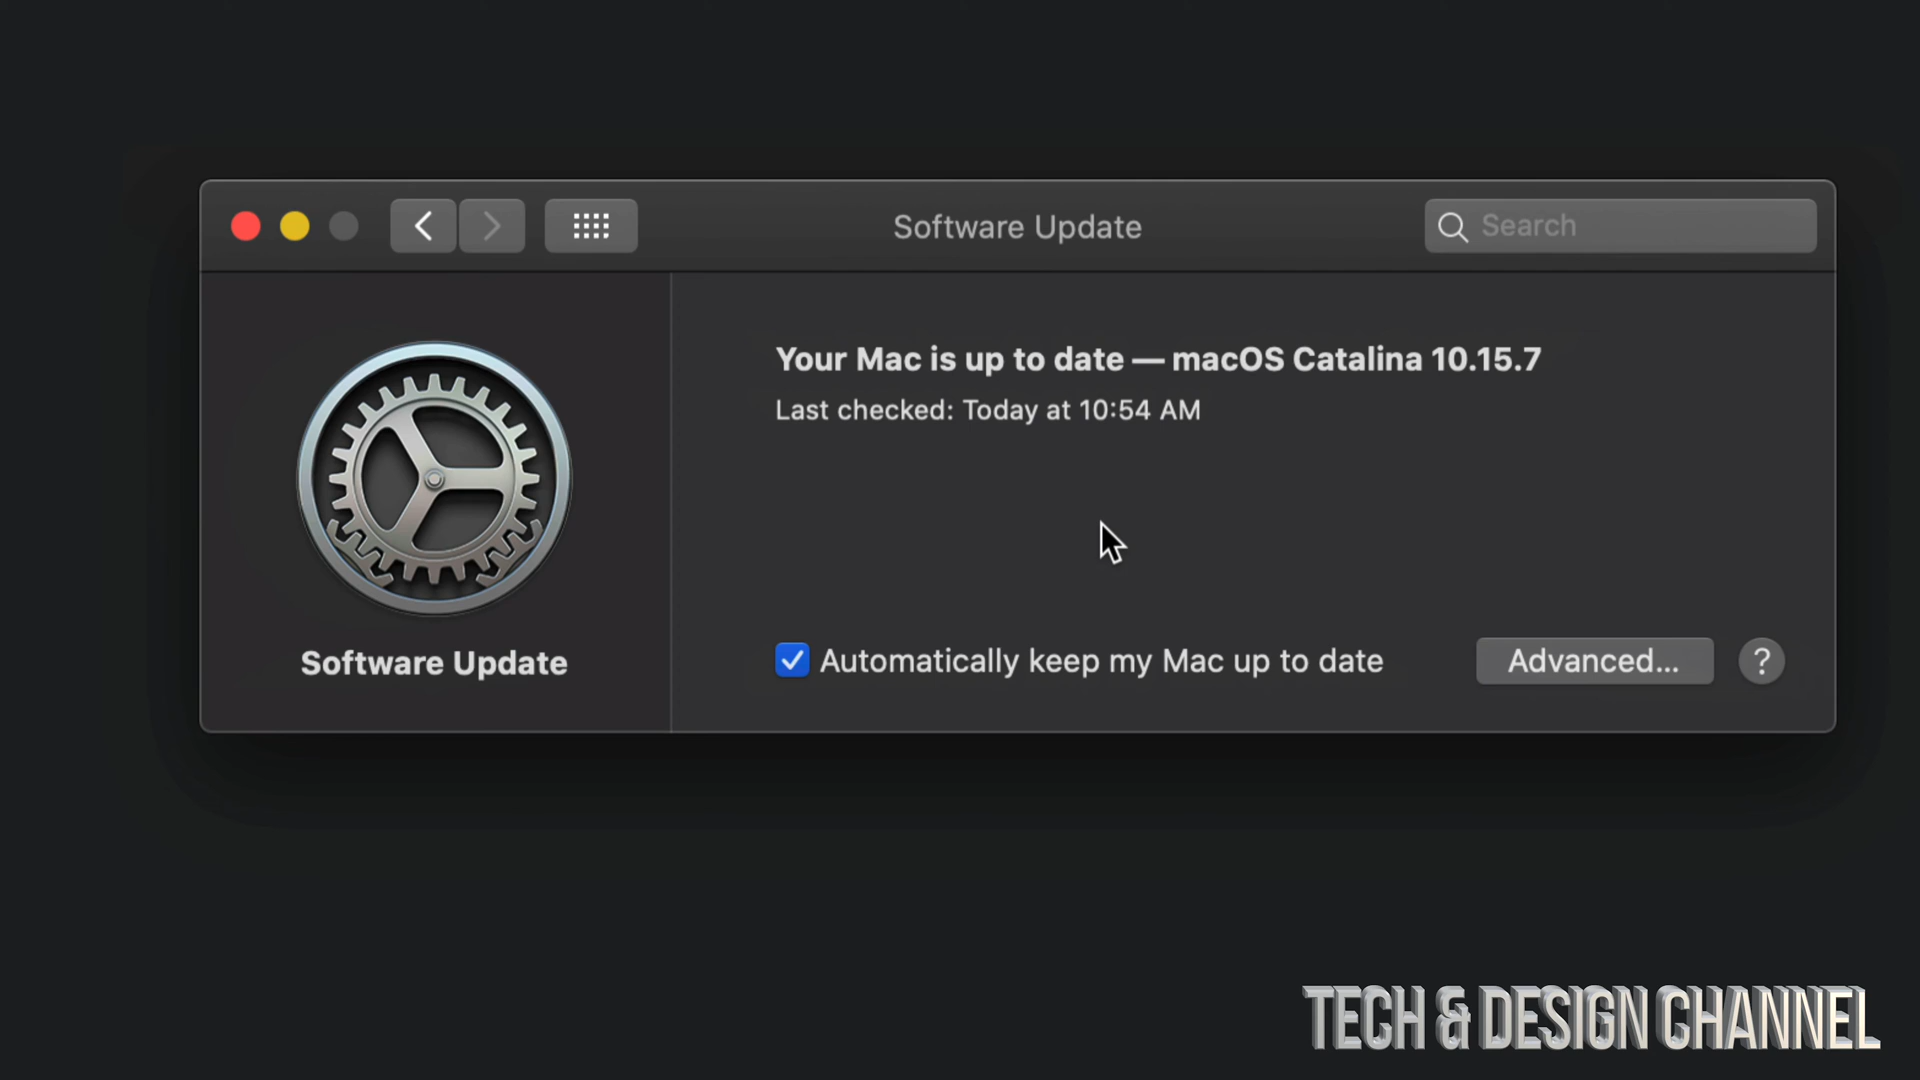 Software Update
Search
Your Mac is up to date — macOS Catalina 10.15.7
Last checked: Today at 10:54 AM
Software Update
Automatically keep my Mac up to date
Advanced...
?
TECH & DESIGN CHANNEL